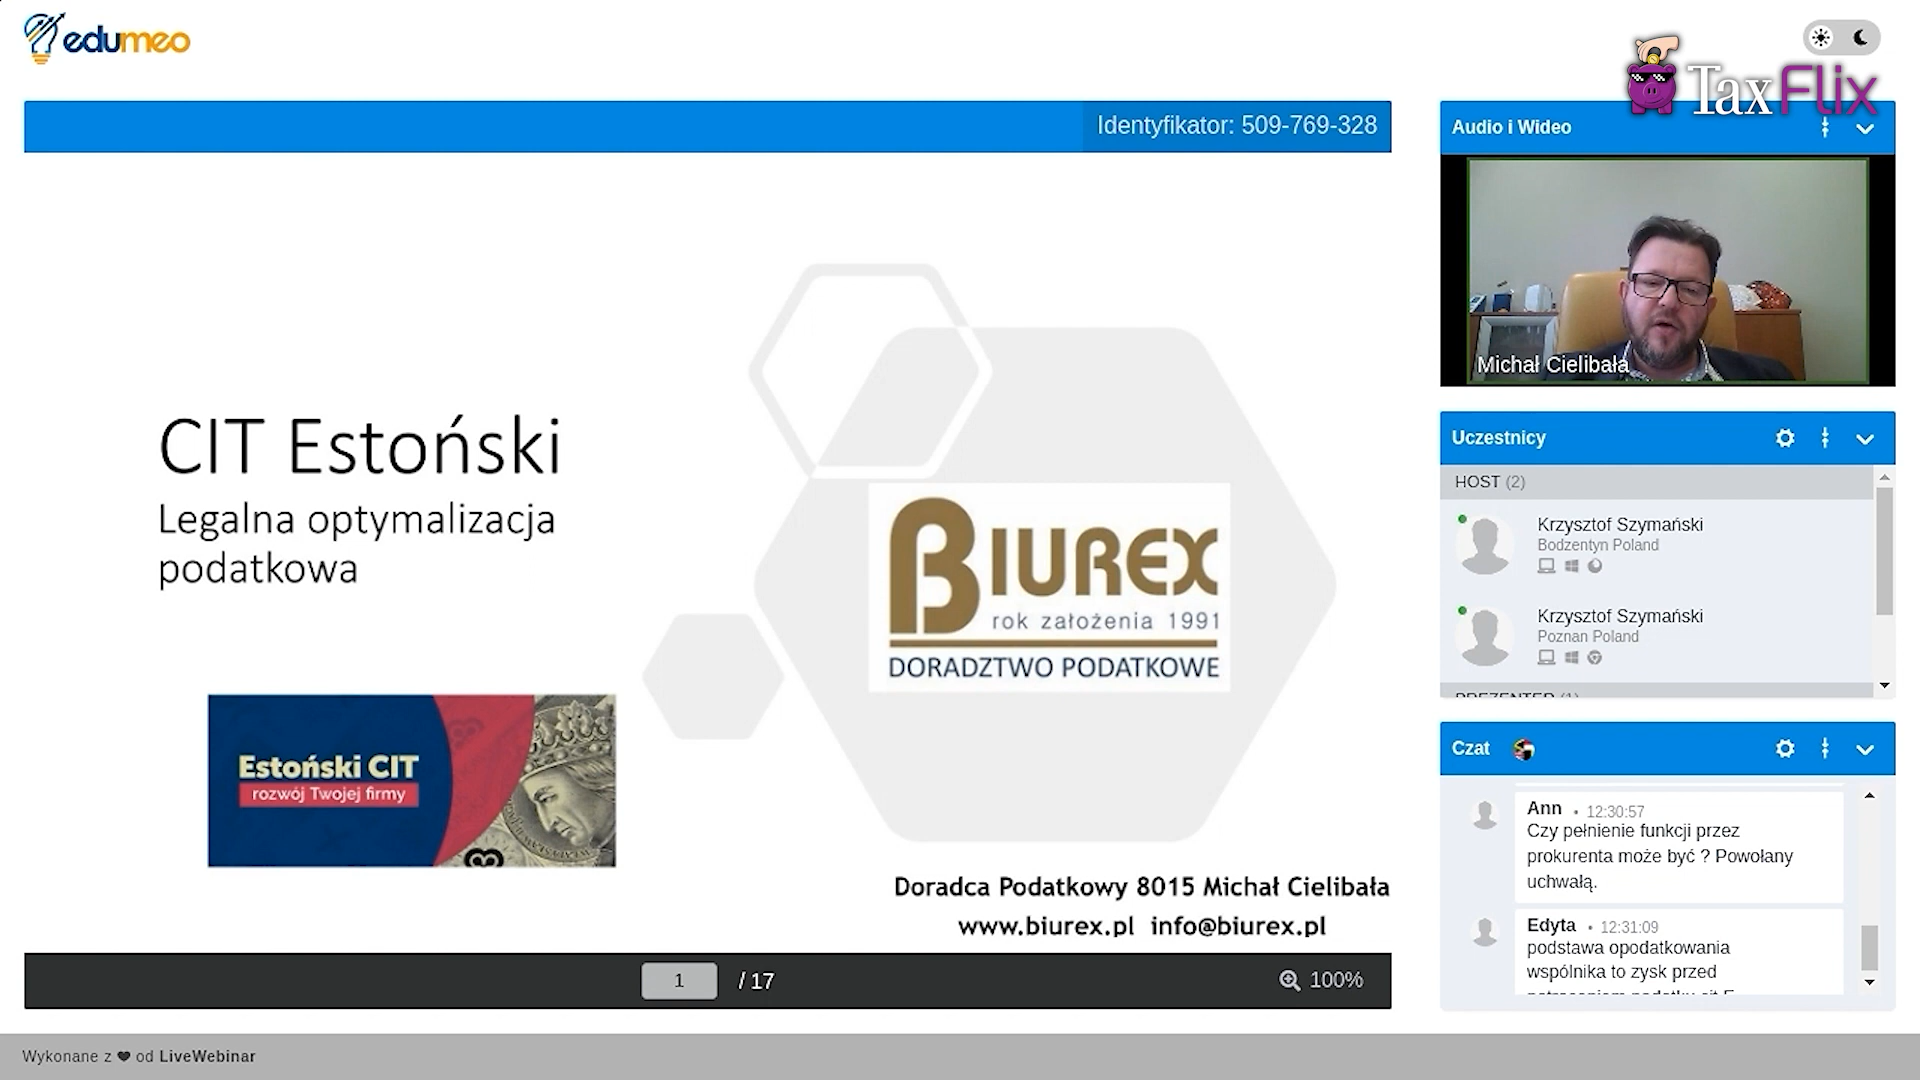 edumeo
TaxFlix
Identyfikator: 509-769-328
CIT Estoński
Legalna optymalizacja
podatkowa
Estoński CIT
rozwój Twojej firmy
BIUREX
rok założenia 1991
DORADZTWO PODATKOWE
Doradca Podatkowy 8015 Michał Cielibała
www.biurex.pl info@biurex.pl
1 / 17
100%
Audio i Wideo
Michał Cielibała
Uczestnicy
HOST (2)
Krzysztof Szymański
Bodzentyn Poland
Krzysztof Szymański
Poznan Poland
PREZENTER (1)
Czat
Ann • 12:30:57
Czy pełnienie funkcji przez
prokurenta może być ? Powołany
uchwałą.
Edyta • 12:31:09
podstawa opodatkowania
wspólnika to zysk przed
Wykonane z ❤ od LiveWebinar